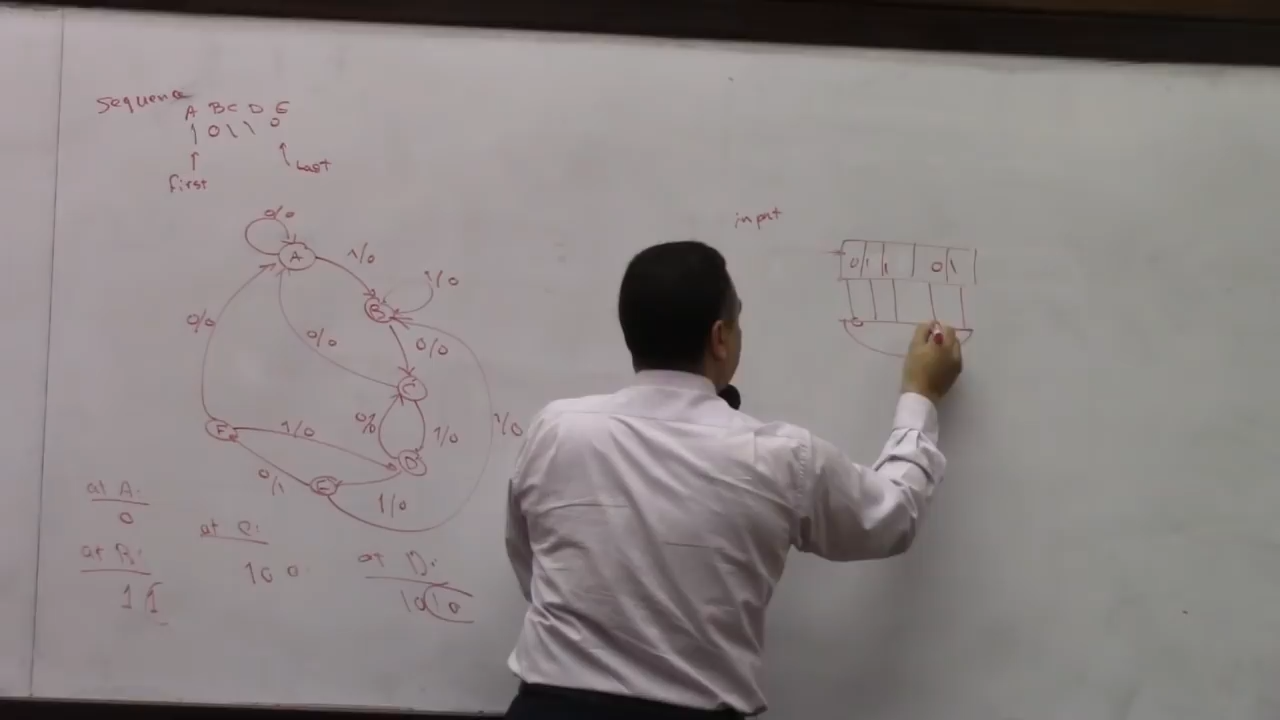 Sequence
A B C D E
1 0 1 1 0
First
Last
0/0
A
1/0
B
1/0
0/0
0/0
0/0
C
1/0
1/0
F
1/0
D
0/1
E
1/0
at A:
0
at B:
1 1
at C:
1 0 0
at D:
1 0 1 0
input
0 1 1 0 1